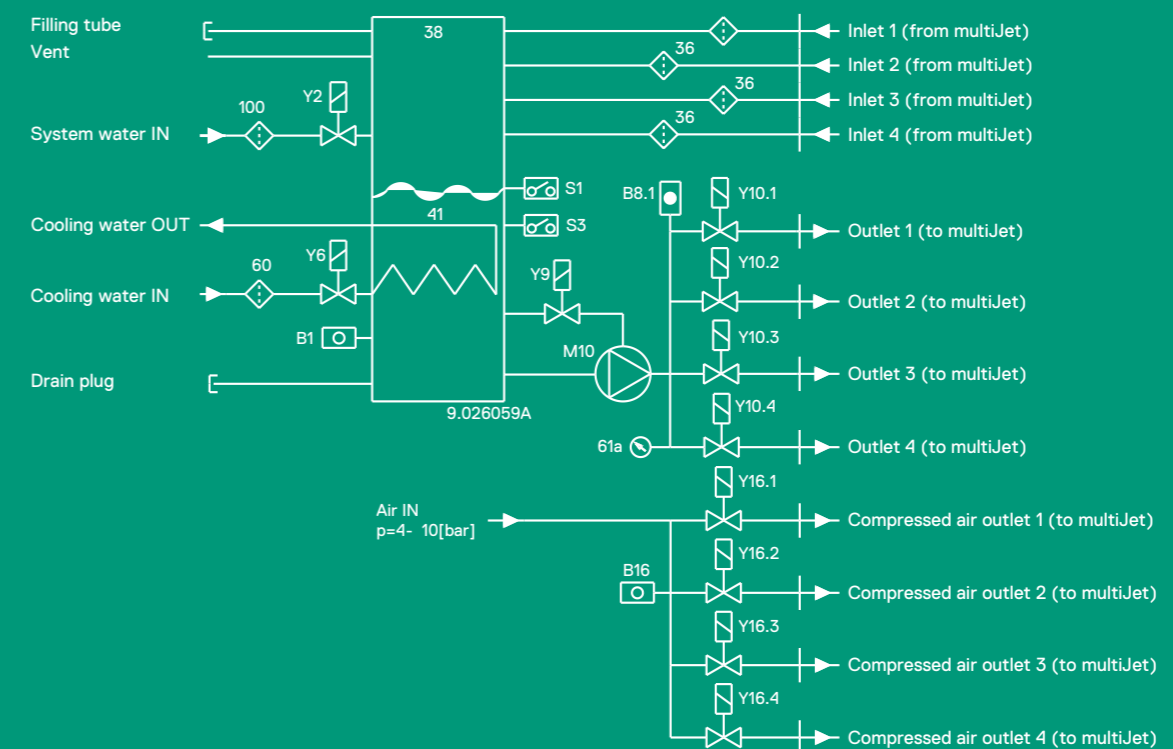 Filling tube
38
Inlet 1 (from multiJet)
Vent
36
Inlet 2 (from multiJet)
Y2
36
Inlet 3 (from multiJet)
100
36
System water IN
Inlet 4 (from multiJet)
S1
B8.1
Y10.1
41
Cooling water OUT
S3
Outlet 1 (to multiJet)
Y6
Y10.2
60
Y9
Cooling water IN
Outlet 2 (to multiJet)
B1
Y10.3
M10
Drain plug
Outlet 3 (to multiJet)
9.026059A
Y10.4
61a
Outlet 4 (to multiJet)
Y16.1
Air IN
p=4- 10[bar]
Compressed air outlet 1 (to multiJet)
Y16.2
B16
Compressed air outlet 2 (to multiJet)
Y16.3
Compressed air outlet 3 (to multiJet)
Y16.4
Compressed air outlet 4 (to multiJet)